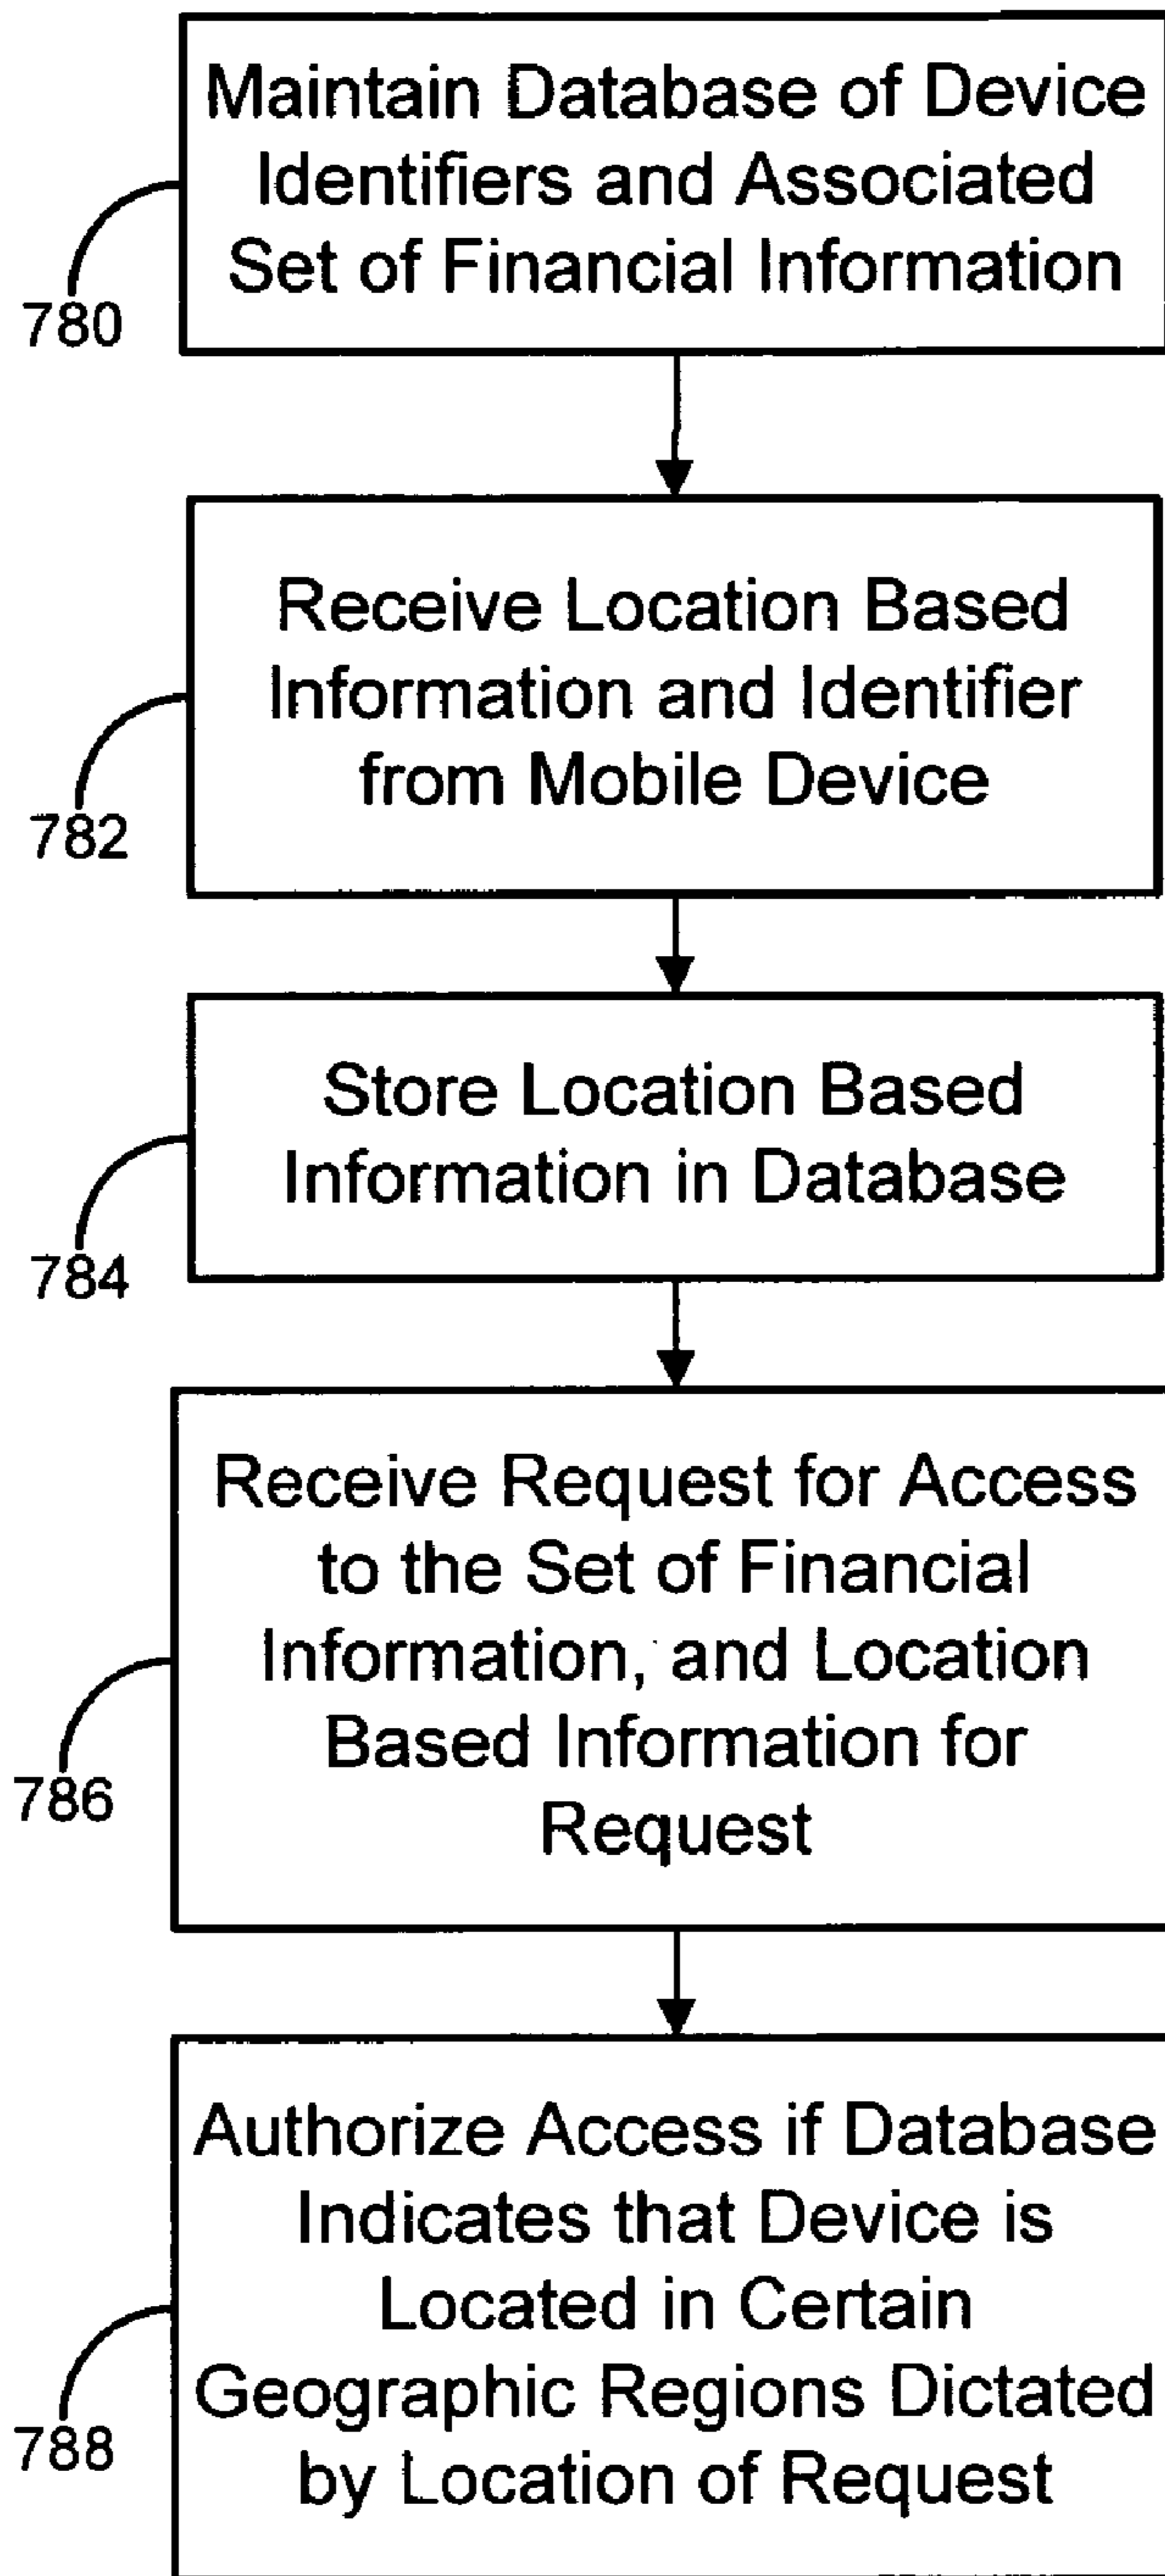 Maintain Database of Device
Identifiers and Associated
Set of Financial Information
780
Receive Location Based
Information and Identifier
from Mobile Device
782
Store Location Based
Information in Database
784
Receive Request for Access
to the Set of Financial
Information, and Location
Based Information for
Request
786
Authorize Access if Database
Indicates that Device is
Located in Certain
Geographic Regions Dictated
by Location of Request
788